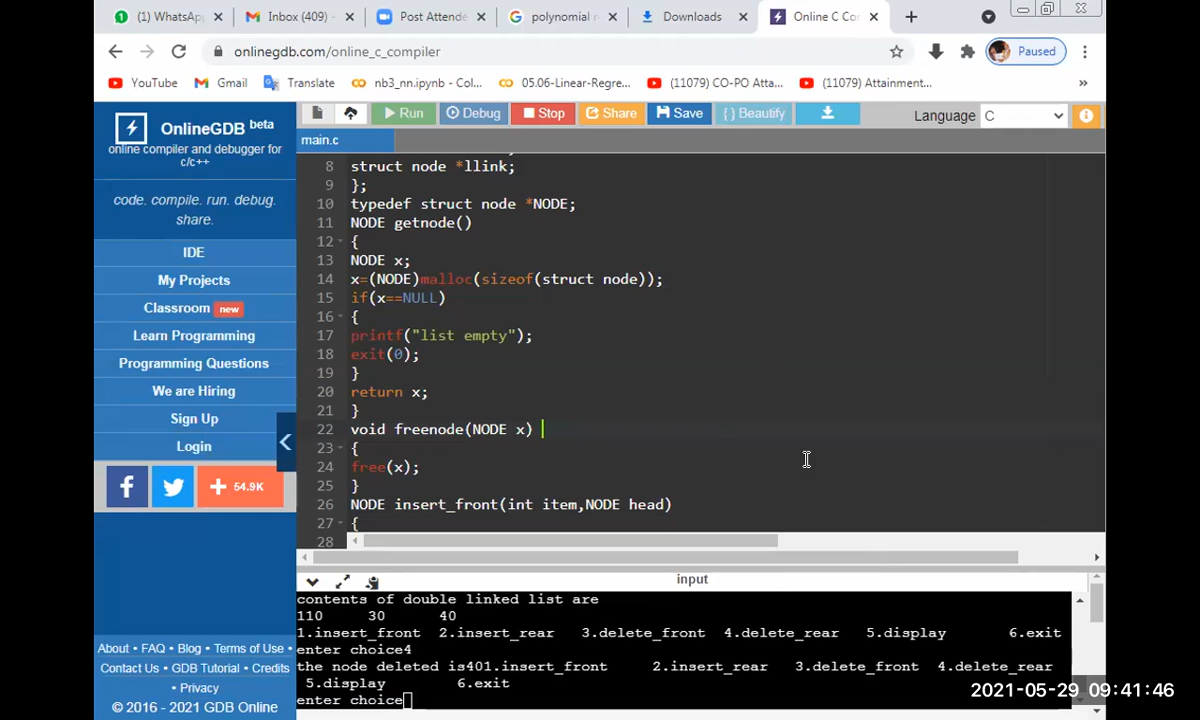 (1) WhatsAp
Inbox (409) -
Post Attende
polynomial r
Downloads
Online C Cor
onlinegdb.com/online_c_compiler
Paused
YouTube
Gmail
Translate
nb3_nn.ipynb - Col...
05.06-Linear-Regre...
(11079) CO-PO Atta...
(11079) Attainment...
»
OnlineGDB beta
online compiler and debugger for
c/c++
code. compile. run. debug.
share.
IDE
My Projects
Classroom new
Learn Programming
Programming Questions
We are Hiring
Sign Up
Login
54.9K
About • FAQ • Blog • Terms of Use •
Contact Us • GDB Tutorial • Credits
• Privacy
© 2016 - 2021 GDB Online
Run
Debug
Stop
Share
Save
{ } Beautify
Language C
main.c
8 struct node *llink;
9 };
10 typedef struct node *NODE;
11 NODE getnode()
12 {
13 NODE x;
14 x=(NODE)malloc(sizeof(struct node));
15 if(x==NULL)
16 {
17 printf("list empty");
18 exit(0);
19 }
20 return x;
21 }
22 void freenode(NODE x)
23 {
24 free(x);
25 }
26 NODE insert_front(int item,NODE head)
27 {
28
input
contents of double linked list are
110 30 40
1.insert_front 2.insert_rear 3.delete_front 4.delete_rear 5.display 6.exit
enter choice4
the node deleted is401.insert_front 2.insert_rear 3.delete_front 4.delete_rear
5.display 6.exit
enter choice
2021-05-29 09:41:46